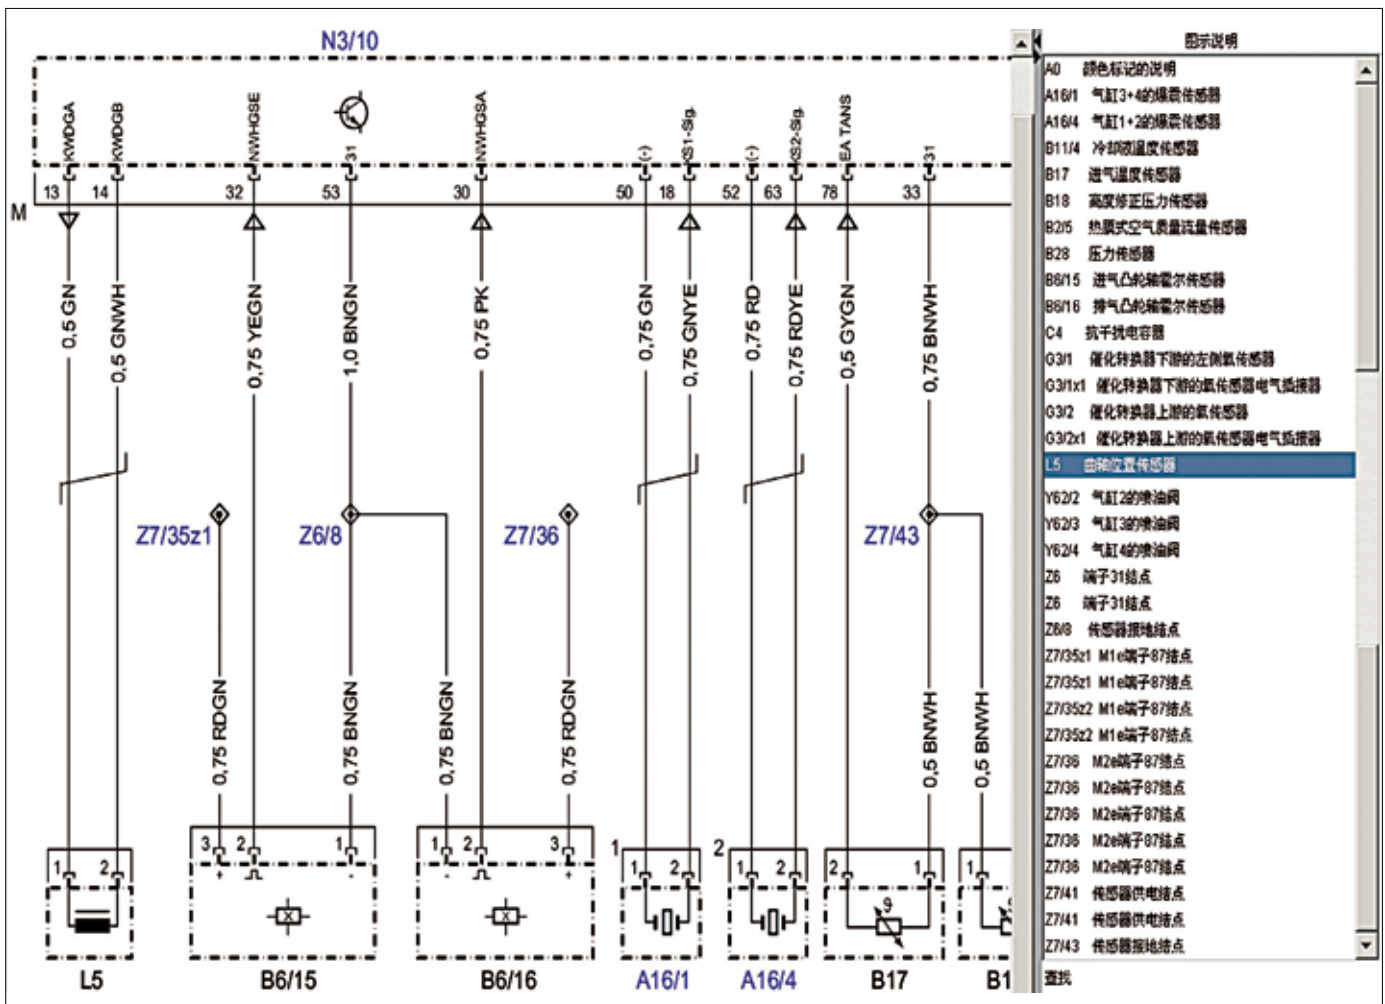 N3/10
KWDGA
KWDGB
NWHGSE
31
NWHGSA
(-)
KS1-Sig.
(-)
KS2-Sig.
EA TANS
31
13
14
32
53
30
50
18
52
63
78
33
M
0,5 GN
0,5 GNWH
0,75 YEGN
1,0 BNGN
0,75 PK
0,75 GN
0,75 GNYE
0,75 RD
0,75 RDYE
0,5 GYGN
0,75 BNWH
Z7/35z1
Z6/8
Z7/36
Z7/43
0,75 RDGN
0,75 BNGN
0,75 BNGN
0,75 RDGN
0,5 BNWH
0,5 BNWH
1
2
3
2
1
1
2
3
1
1
2
2
1
2
2
1
1
+
-
-
+
X
X
θ
L5
B6/15
B6/16
A16/1
A16/4
B17
B1
图示说明
A0 颜色标记的说明
A16/1 气缸3+4的爆震传感器
A16/4 气缸1+2的爆震传感器
B11/4 冷却液温度传感器
B17 进气温度传感器
B18 高度修正压力传感器
B2/5 热膜式空气质量流量传感器
B28 压力传感器
B6/15 进气凸轮轴霍尔传感器
B6/16 排气凸轮轴霍尔传感器
C4 抗干扰电容器
G3/1 催化转换器下游的左侧氧传感器
G3/1x1 催化转换器下游的氧传感器电气插接器
G3/2 催化转换器上游的氧传感器
G3/2x1 催化转换器上游的氧传感器电气插接器
L5 曲轴位置传感器
Y62/2 气缸2的喷油阀
Y62/3 气缸3的喷油阀
Y62/4 气缸4的喷油阀
Z6 端子31结点
Z6 端子31结点
Z6/8 传感器接地结点
Z7/35z1 M1e端子87结点
Z7/35z1 M1e端子87结点
Z7/35z2 M1e端子87结点
Z7/35z2 M1e端子87结点
Z7/36 M2e端子87结点
Z7/36 M2e端子87结点
Z7/36 M2e端子87结点
Z7/36 M2e端子87结点
Z7/36 M2e端子87结点
Z7/41 传感器供电结点
Z7/41 传感器供电结点
Z7/43 传感器接地结点
查找